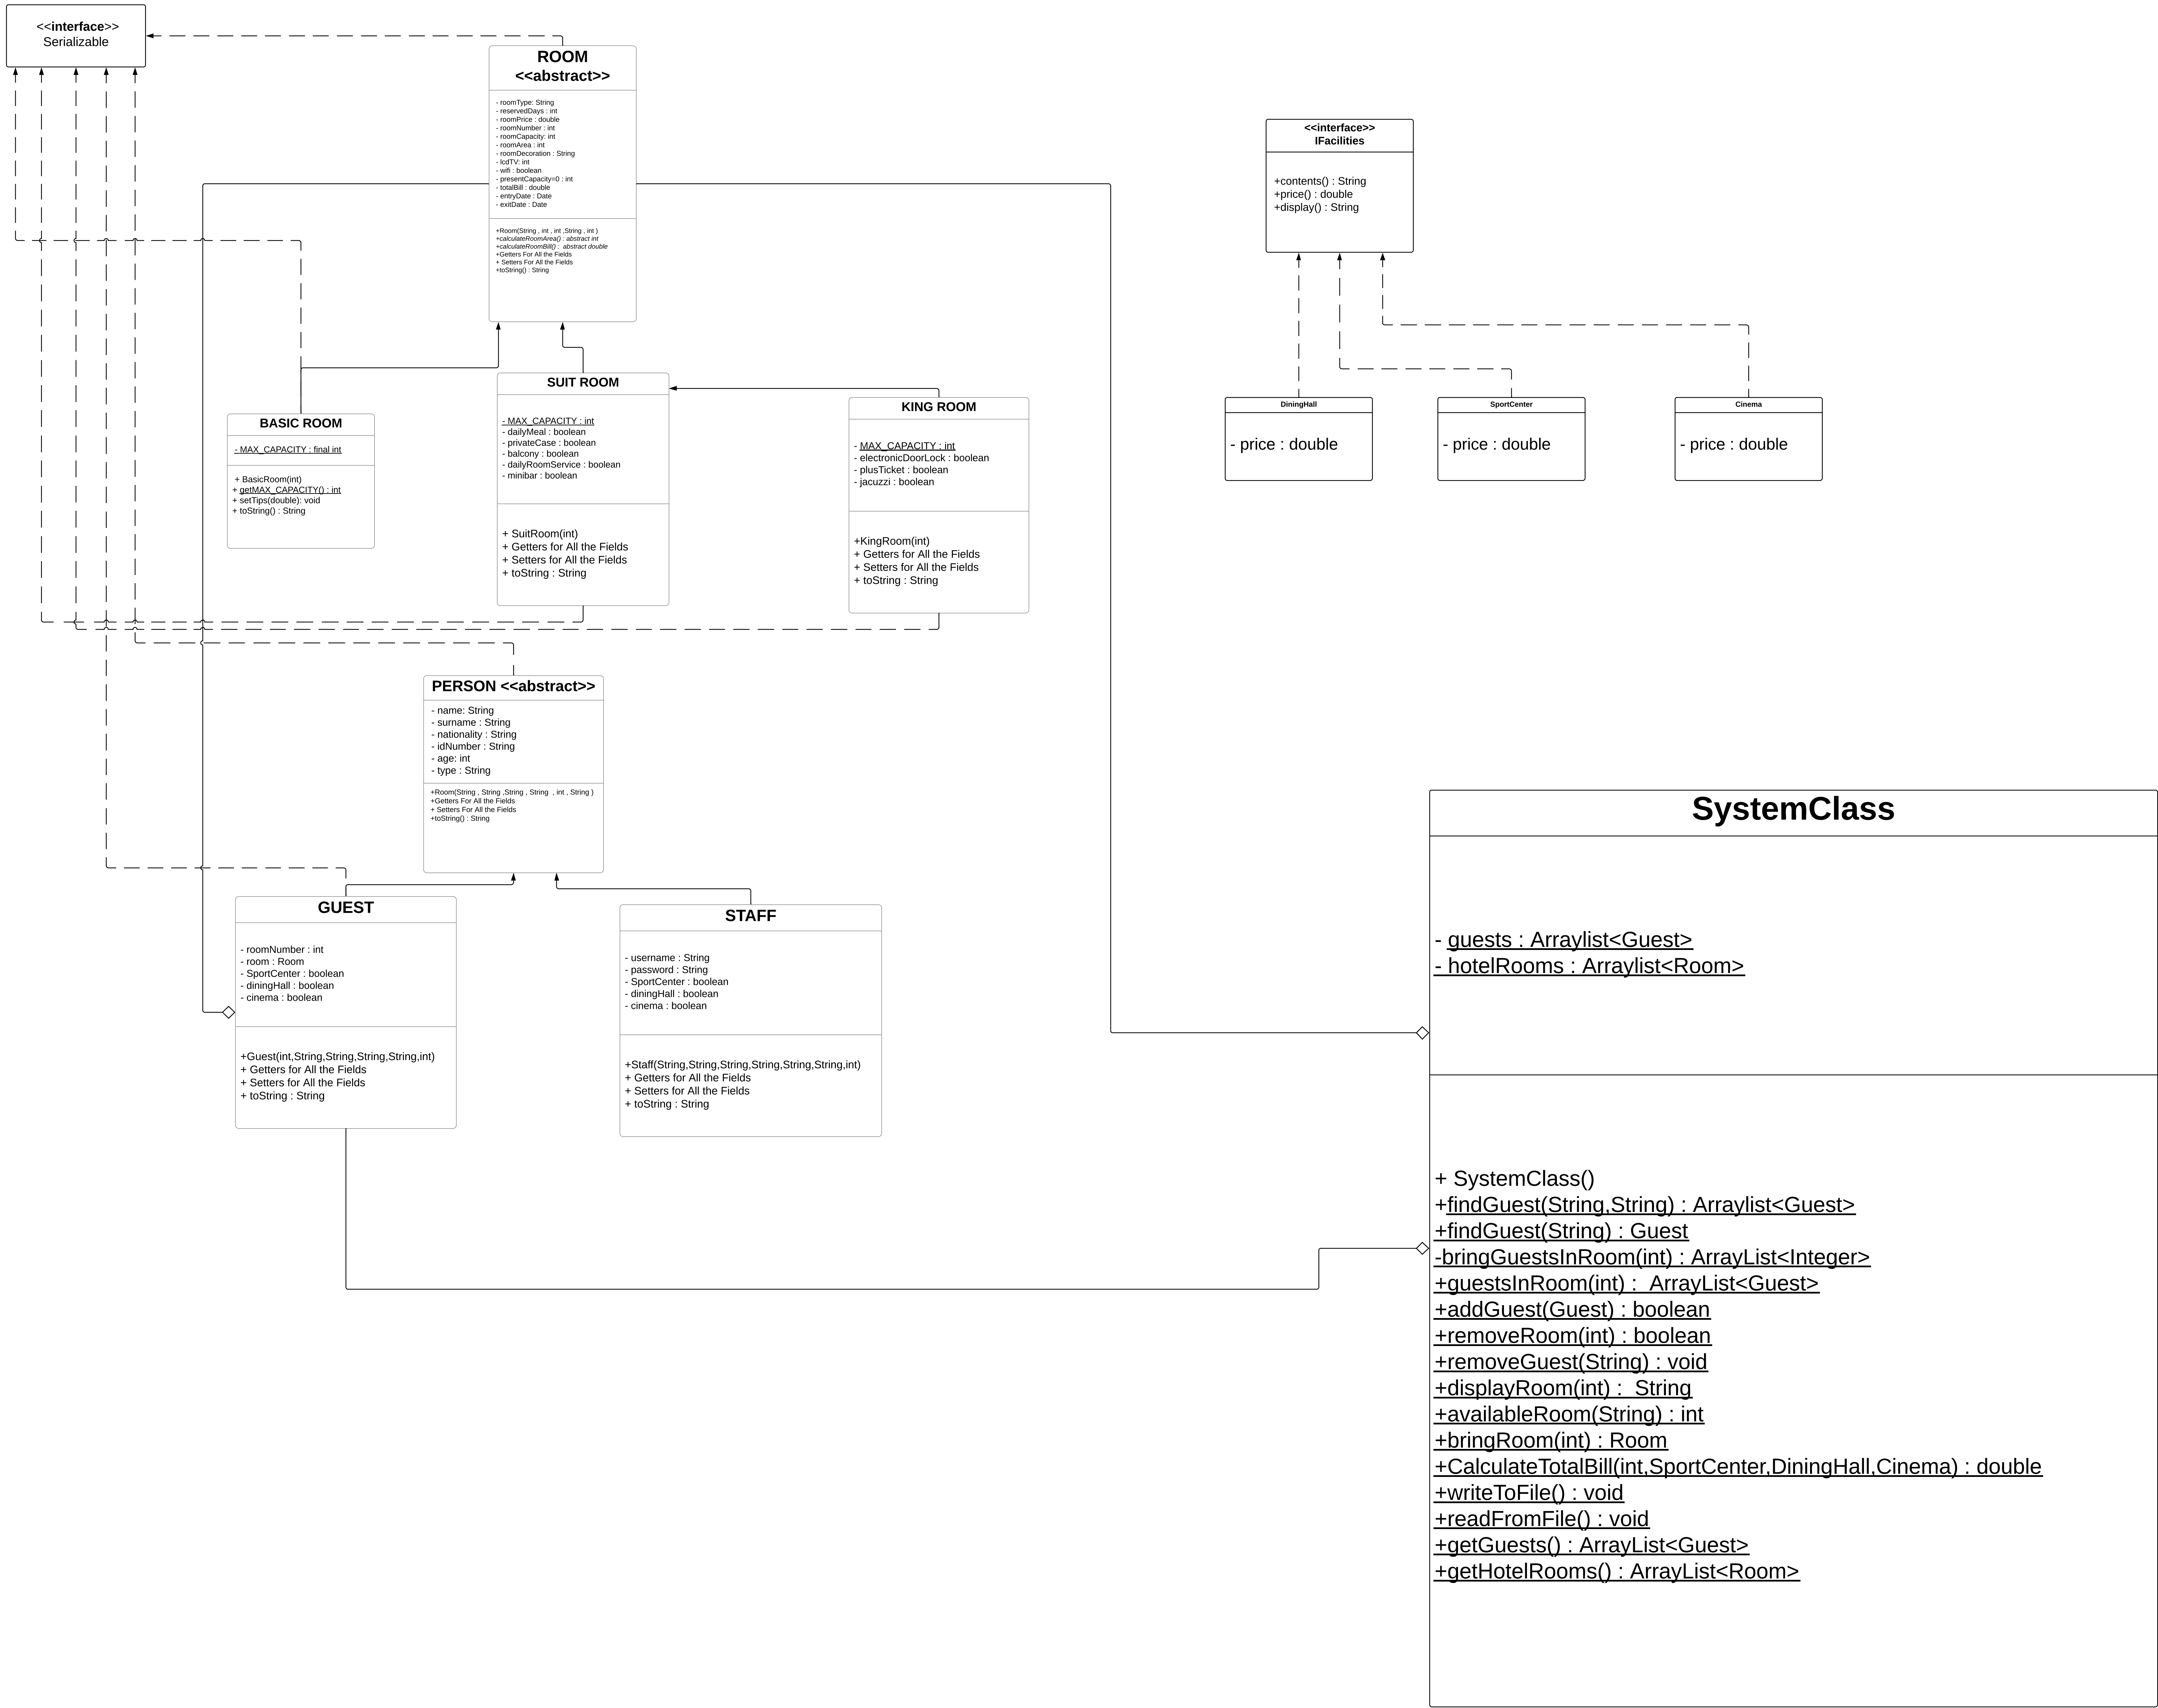 <<interface>>
Serializable
ROOM
<<abstract>>
- roomType: String
- reservedDays : int
- roomPrice : double
- roomNumber : int
- roomCapacity: int
- roomArea : int
- roomDecoration : String
- lcdTV: int
- wifi : boolean
- presentCapacity=0 : int
- totalBill : double
- entryDate : Date
- exitDate : Date
+Room(String , int , int ,String , int )
+calculateRoomArea() : abstract int
+calculateRoomBill() : abstract double
+Getters For All the Fields
+ Setters For All the Fields
+toString() : String
<<interface>>
IFacilities
+contents() : String
+price() : double
+display() : String
BASIC ROOM
- MAX_CAPACITY : final int
+ BasicRoom(int)
+ getMAX_CAPACITY() : int
+ setTips(double): void
+ toString() : String
SUIT ROOM
- MAX_CAPACITY : int
- dailyMeal : boolean
- privateCase : boolean
- balcony : boolean
- dailyRoomService : boolean
- minibar : boolean
+ SuitRoom(int)
+ Getters for All the Fields
+ Setters for All the Fields
+ toString : String
KING ROOM
- MAX_CAPACITY : int
- electronicDoorLock : boolean
- plusTicket : boolean
- jacuzzi : boolean
+KingRoom(int)
+ Getters for All the Fields
+ Setters for All the Fields
+ toString : String
DiningHall
- price : double
SportCenter
- price : double
Cinema
- price : double
PERSON <<abstract>>
- name: String
- surname : String
- nationality : String
- idNumber : String
- age: int
- type : String
+Room(String , String ,String , String , int , String )
+Getters For All the Fields
+ Setters For All the Fields
+toString() : String
GUEST
- roomNumber : int
- room : Room
- SportCenter : boolean
- diningHall : boolean
- cinema : boolean
+Guest(int,String,String,String,String,int)
+ Getters for All the Fields
+ Setters for All the Fields
+ toString : String
STAFF
- username : String
- password : String
- SportCenter : boolean
- diningHall : boolean
- cinema : boolean
+Staff(String,String,String,String,String,String,int)
+ Getters for All the Fields
+ Setters for All the Fields
+ toString : String
SystemClass
- guests : Arraylist<Guest>
- hotelRooms : Arraylist<Room>
+ SystemClass()
+findGuest(String,String) : Arraylist<Guest>
+findGuest(String) : Guest
-bringGuestsInRoom(int) : ArrayList<Integer>
+guestsInRoom(int) : ArrayList<Guest>
+addGuest(Guest) : boolean
+removeRoom(int) : boolean
+removeGuest(String) : void
+displayRoom(int) : String
+availableRoom(String) : int
+bringRoom(int) : Room
+CalculateTotalBill(int,SportCenter,DiningHall,Cinema) : double
+writeToFile() : void
+readFromFile() : void
+getGuests() : ArrayList<Guest>
+getHotelRooms() : ArrayList<Room>